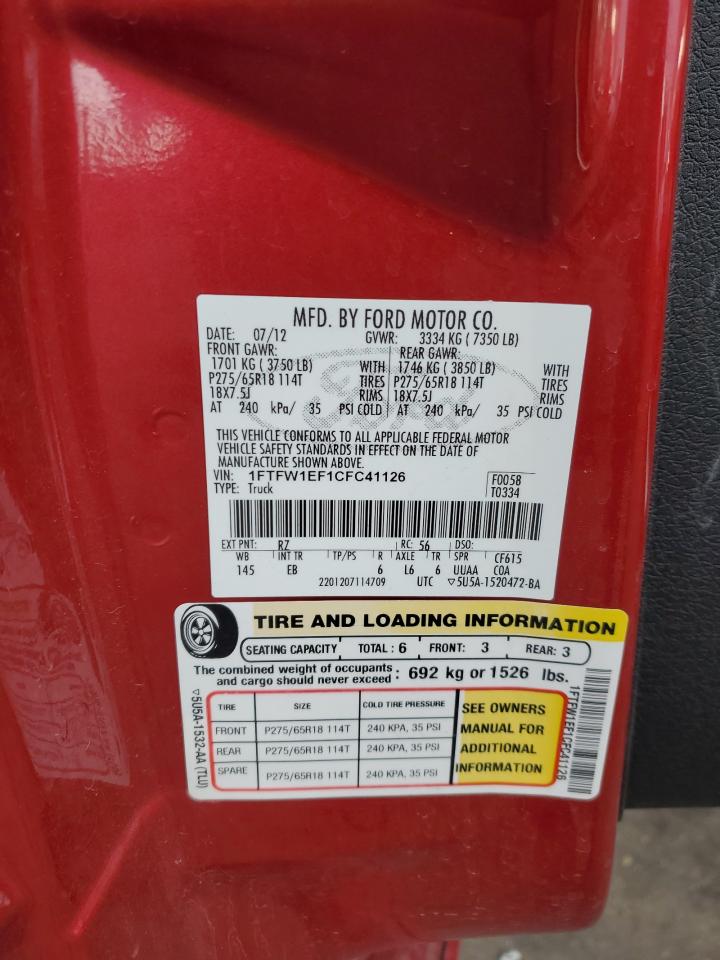 MFD. BY FORD MOTOR CO.
DATE: 07/12 GVWR: 3334 KG ( 7350 LB)
FRONT GAWR: REAR GAWR:
1701 KG ( 3750 LB) WITH 1746 KG ( 3850 LB) WITH
P275/65R18 114T TIRES P275/65R18 114T TIRES
18X7.5J RIMS 18X7.5J RIMS
AT 240 kPa/ 35 PSI COLD AT 240 kPa/ 35 PSI COLD
Ford
THIS VEHICLE CONFORMS TO ALL APPLICABLE FEDERAL MOTOR
VEHICLE SAFETY STANDARDS IN EFFECT ON THE DATE OF
MANUFACTURE SHOWN ABOVE.
VIN: 1FTFW1EF1CFC41126 F0058
TYPE: Truck T0334
EXT PNT: RZ RC: 56 DSO:
WB INT TR TP/PS R AXLE TR SPR CF615
145 EB 6 L6 6 UUAA COA
2201207114709 UTC ▽5U5A-1520472-BA
TIRE AND LOADING INFORMATION
SEATING CAPACITY TOTAL : 6 FRONT: 3 REAR: 3
The combined weight of occupants
and cargo should never exceed : 692 kg or 1526 lbs.
TIRE SIZE COLD TIRE PRESSURE
FRONT P275/65R18 114T 240 KPA, 35 PSI
REAR P275/65R18 114T 240 KPA, 35 PSI
SPARE P275/65R18 114T 240 KPA, 35 PSI
SEE OWNERS
MANUAL FOR
ADDITIONAL
INFORMATION
▽5U5A-1532-AA (TLU)
1FTFW1EF1CFC41126